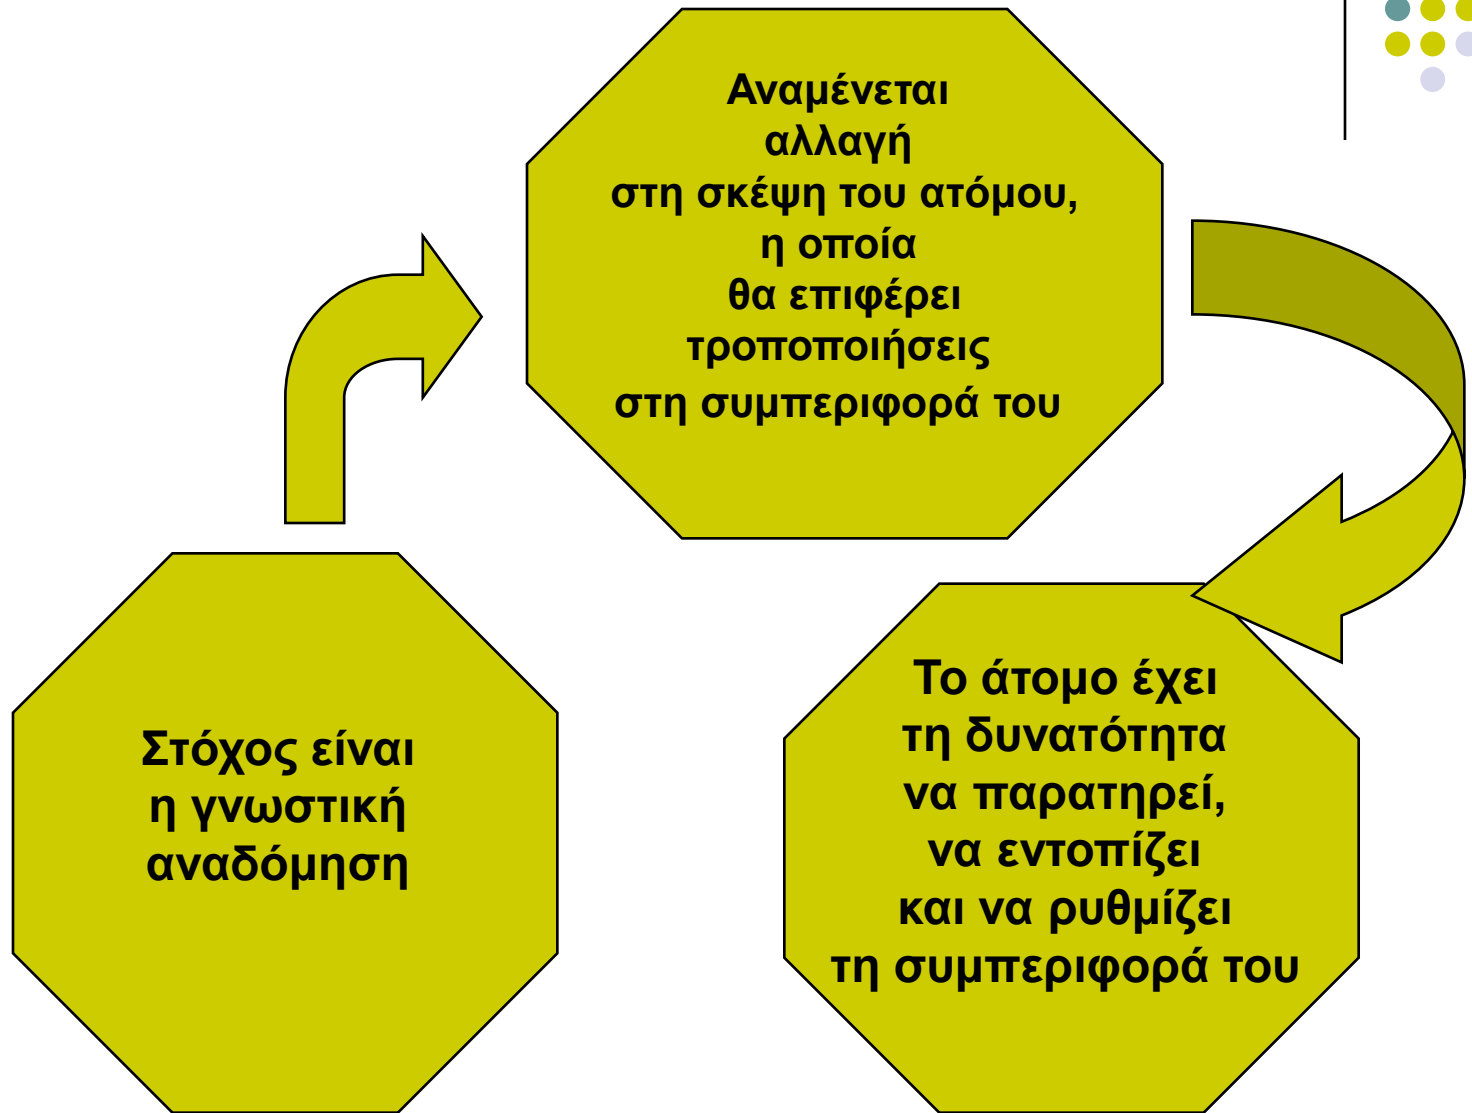 Αναμένεται
αλλαγή
στη σκέψη του ατόμου,
η οποία
θα επιφέρει
τροποποιήσεις
στη συμπεριφορά του
Στόχος είναι
η γνωστική
αναδόμηση
Το άτομο έχει
τη δυνατότητα
να παρατηρεί,
να εντοπίζει
και να ρυθμίζει
τη συμπεριφορά του